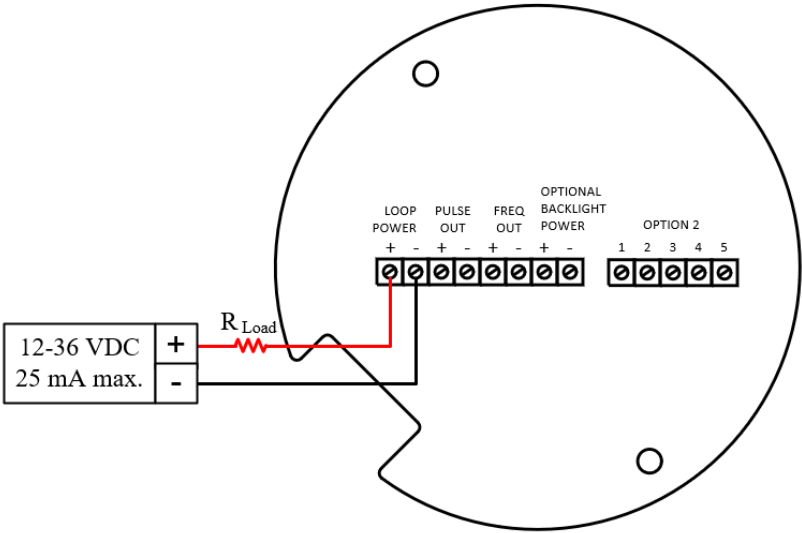 OPTIONAL
LOOP PULSE FREQ BACKLIGHT
POWER OUT OUT POWER OPTION 2
+ - + - + - + - 1 2 3 4 5
R Load
12-36 VDC +
25 mA max. -